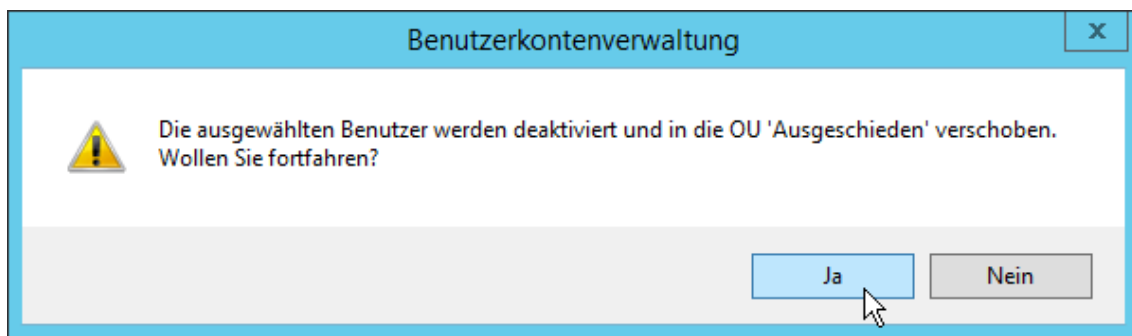 Benutzerkontenverwaltung
x
Die ausgewählten Benutzer werden deaktiviert und in die OU 'Ausgeschieden' verschoben.
Wollen Sie fortfahren?
Ja
Nein